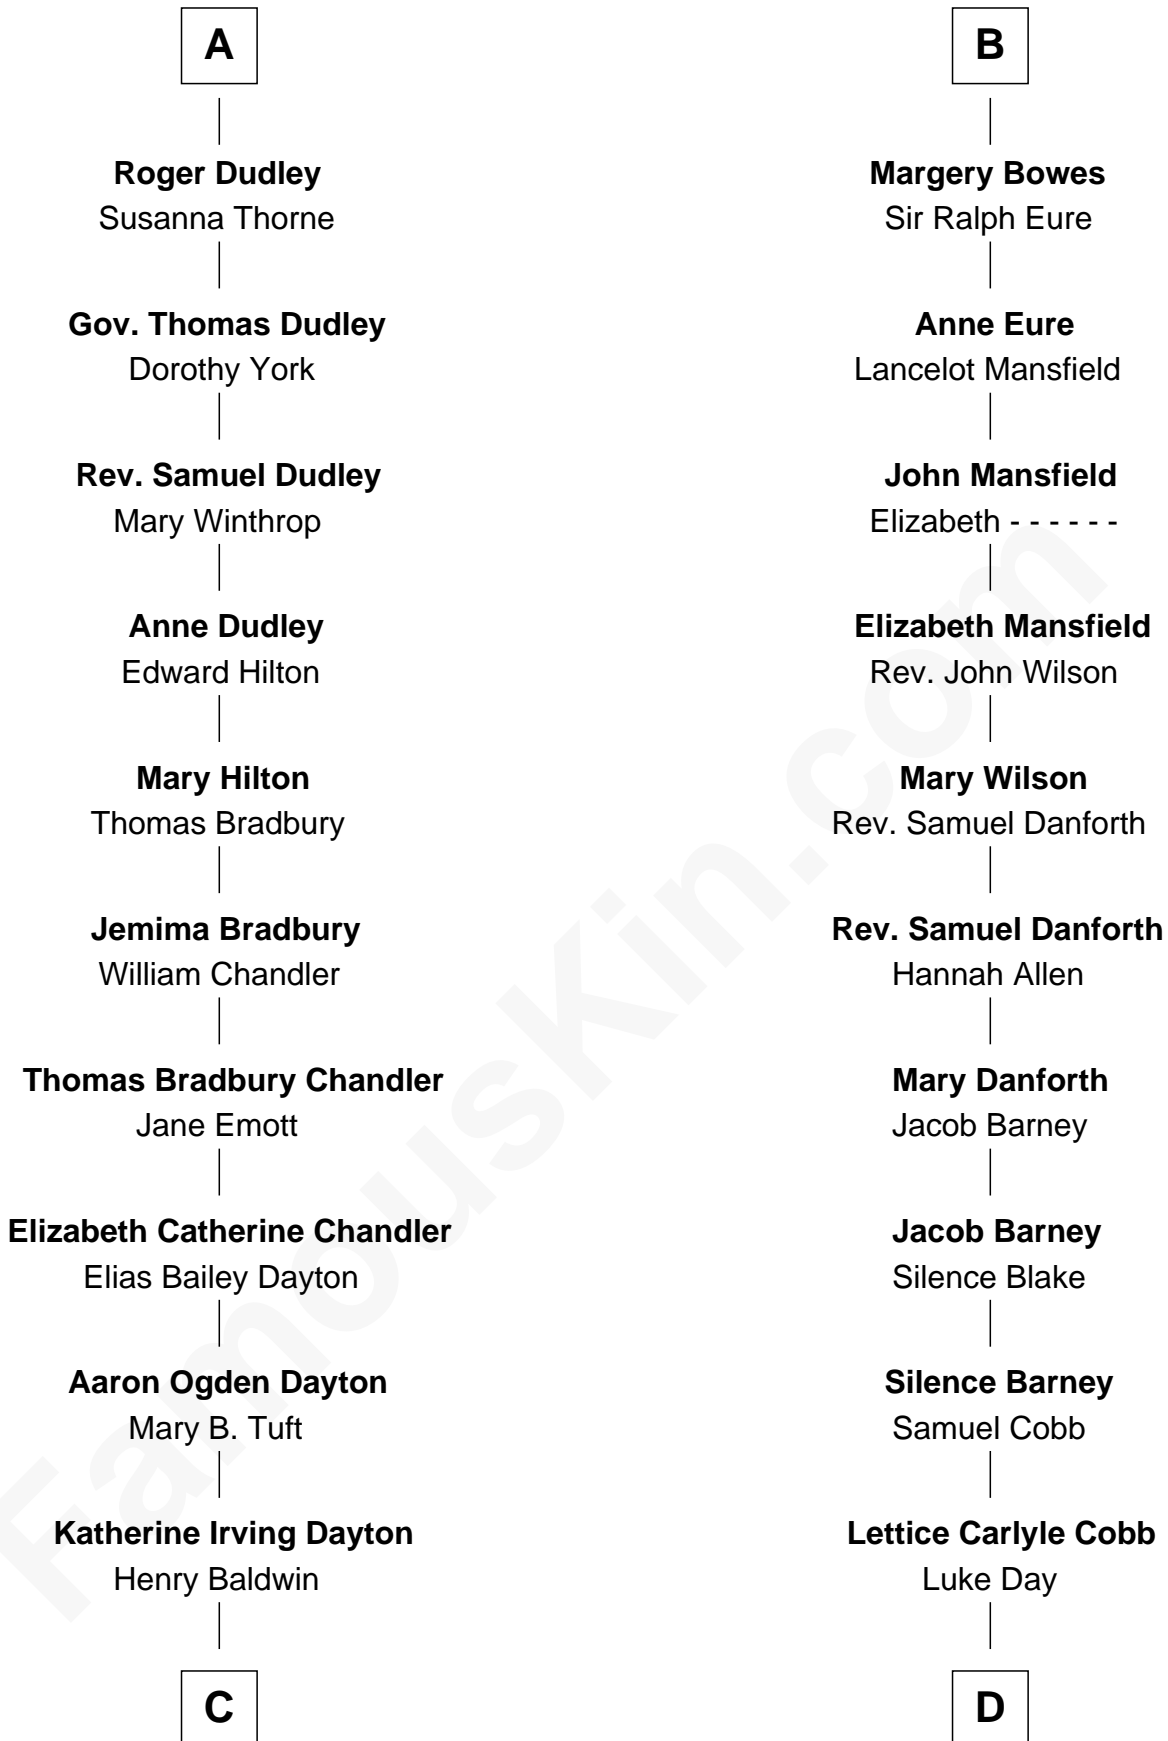 A
Roger Dudley
Susanna Thorne
Gov. Thomas Dudley
Dorothy York
Rev. Samuel Dudley
Mary Winthrop
Anne Dudley
Edward Hilton
Mary Hilton
Thomas Bradbury
Jemima Bradbury
William Chandler
Thomas Bradbury Chandler
Jane Emott
Elizabeth Catherine Chandler
Elias Bailey Dayton
Aaron Ogden Dayton
Mary B. Tuft
Katherine Irving Dayton
Henry Baldwin
C
B
Margery Bowes
Sir Ralph Eure
Anne Eure
Lancelot Mansfield
John Mansfield
Elizabeth - - - - - -
Elizabeth Mansfield
Rev. John Wilson
Mary Wilson
Rev. Samuel Danforth
Rev. Samuel Danforth
Hannah Allen
Mary Danforth
Jacob Barney
Jacob Barney
Silence Blake
Silence Barney
Samuel Cobb
Lettice Carlyle Cobb
Luke Day
D
FamousKin.com